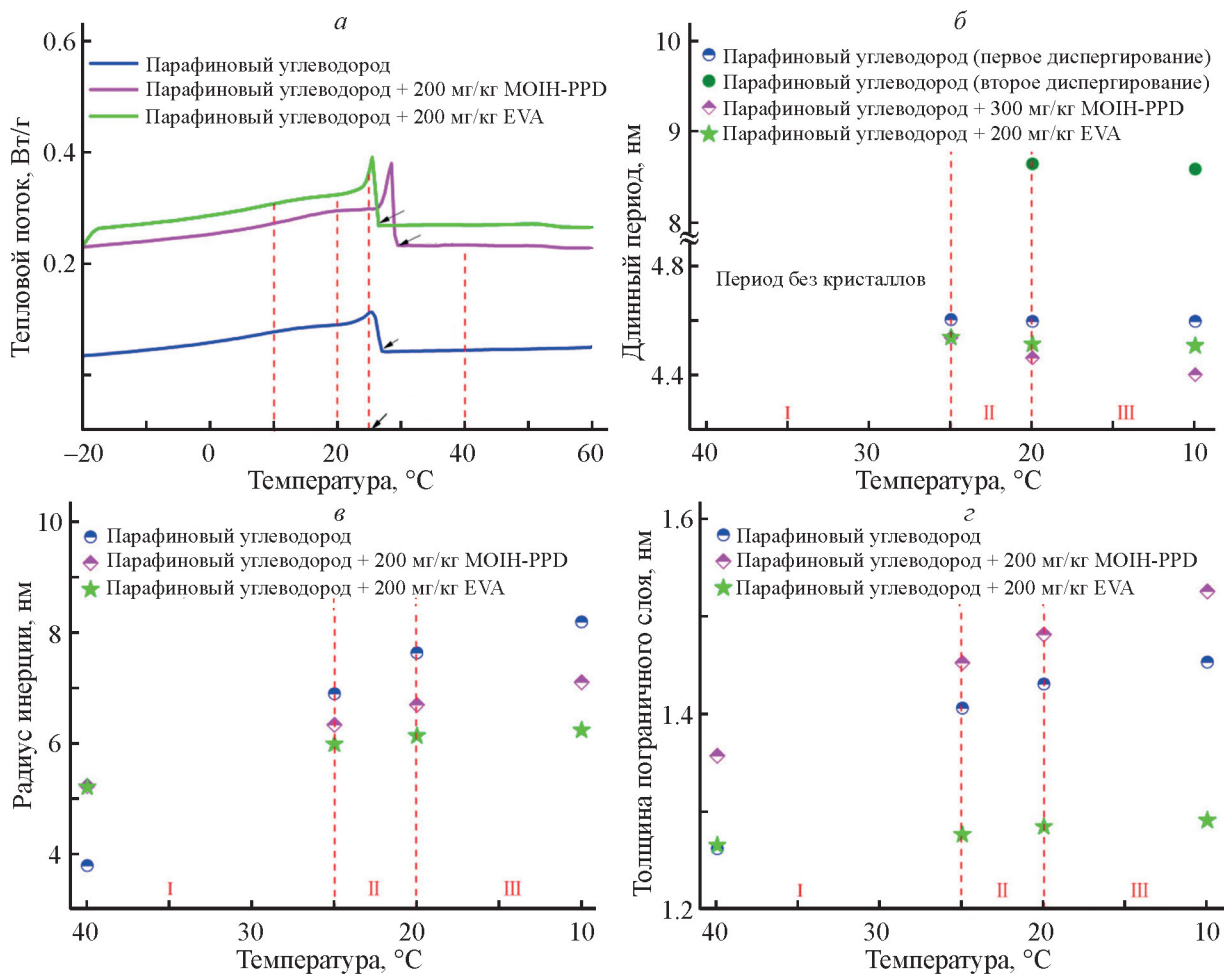 а
0.6
0.4
0.2
Тепловой поток, Вт/г
Парафиновый углеводород
Парафиновый углеводород + 200 мг/кг MOIH-PPD
Парафиновый углеводород + 200 мг/кг EVA
–20
0
20
40
60
Температура, °C
б
10
9
8
4.8
4.4
Длинный период, нм
Парафиновый углеводород (первое диспергирование)
Парафиновый углеводород (второе диспергирование)
Парафиновый углеводород + 300 мг/кг MOIH-PPD
Парафиновый углеводород + 200 мг/кг EVA
Период без кристаллов
I
II
III
40
30
20
10
Температура, °C
в
10
8
6
4
Радиус инерции, нм
Парафиновый углеводород
Парафиновый углеводород + 200 мг/кг MOIH-PPD
Парафиновый углеводород + 200 мг/кг EVA
I
II
III
40
30
20
10
Температура, °C
г
1.6
1.4
1.2
Толщина пограничного слоя, нм
Парафиновый углеводород
Парафиновый углеводород + 200 мг/кг MOIH-PPD
Парафиновый углеводород + 200 мг/кг EVA
I
II
III
40
30
20
10
Температура, °C